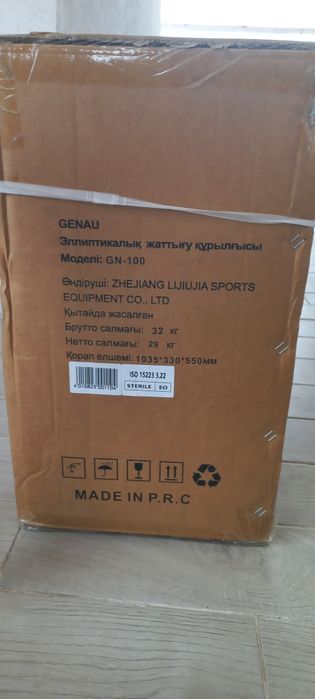 GENAU
Эллиптикалық жаттығу құрылғысы
Моделі: GN-100
Өндіруші: ZHEJIANG LIJIUJIA SPORTS
EQUIPMENT CO., LTD
Қытайда жасалған
Брутто салмағы: 32 кг
Нетто салмағы: 29 кг
Қорап өлшемі: 1035*330*550мм
ISO 15223 3.22
STERILE EO
4010823001104
MADE IN P.R.C